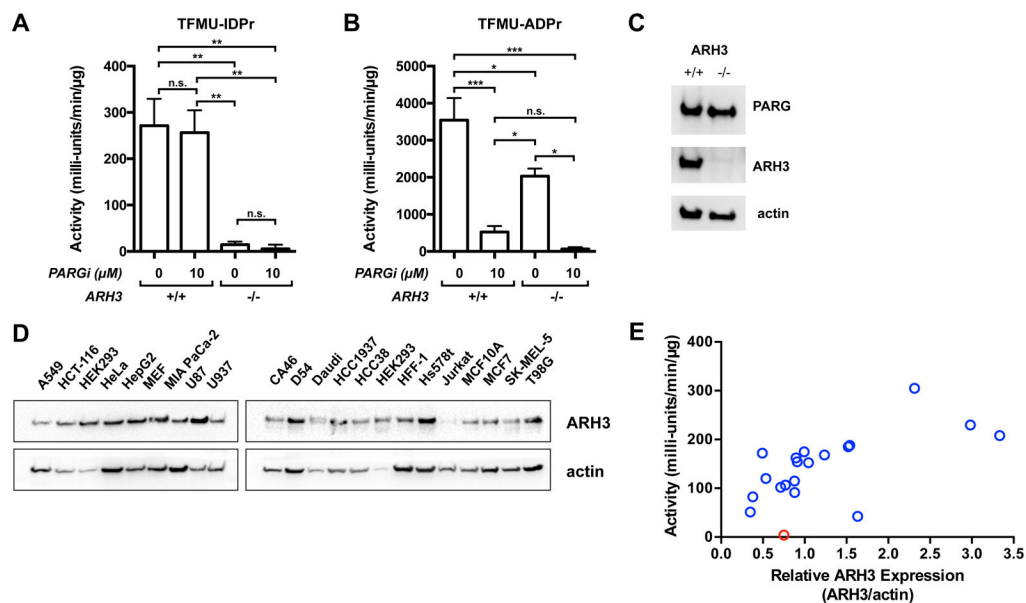 A
TFMU-IDPr
**
**
**
n.s.
**
n.s.
Activity (milli-units/min/µg)
400
300
200
100
0
0 10 0 10
PARGi (µM)
ARH3 +/+ -/-
B
TFMU-ADPr
***
*
***
n.s.
*
*
Activity (milli-units/min/µg)
5000
4000
3000
2000
1000
0
0 10 0 10
PARGi (µM)
ARH3 +/+ -/-
C
ARH3
+/+ -/-
PARG
ARH3
actin
D
A549 HCT-116 HEK293 HeLa HepG2 MEF MIA PaCa-2 U87 U937
CA46 D54 Daudi HCC1937 HCC38 HEK293 HFF-1 Hs578t Jurkat MCF10A MCF7 SK-MEL-5 T98G
ARH3
actin
E
Activity (milli-units/min/µg)
400
300
200
100
0
0.0 0.5 1.0 1.5 2.0 2.5 3.0 3.5
Relative ARH3 Expression
(ARH3/actin)